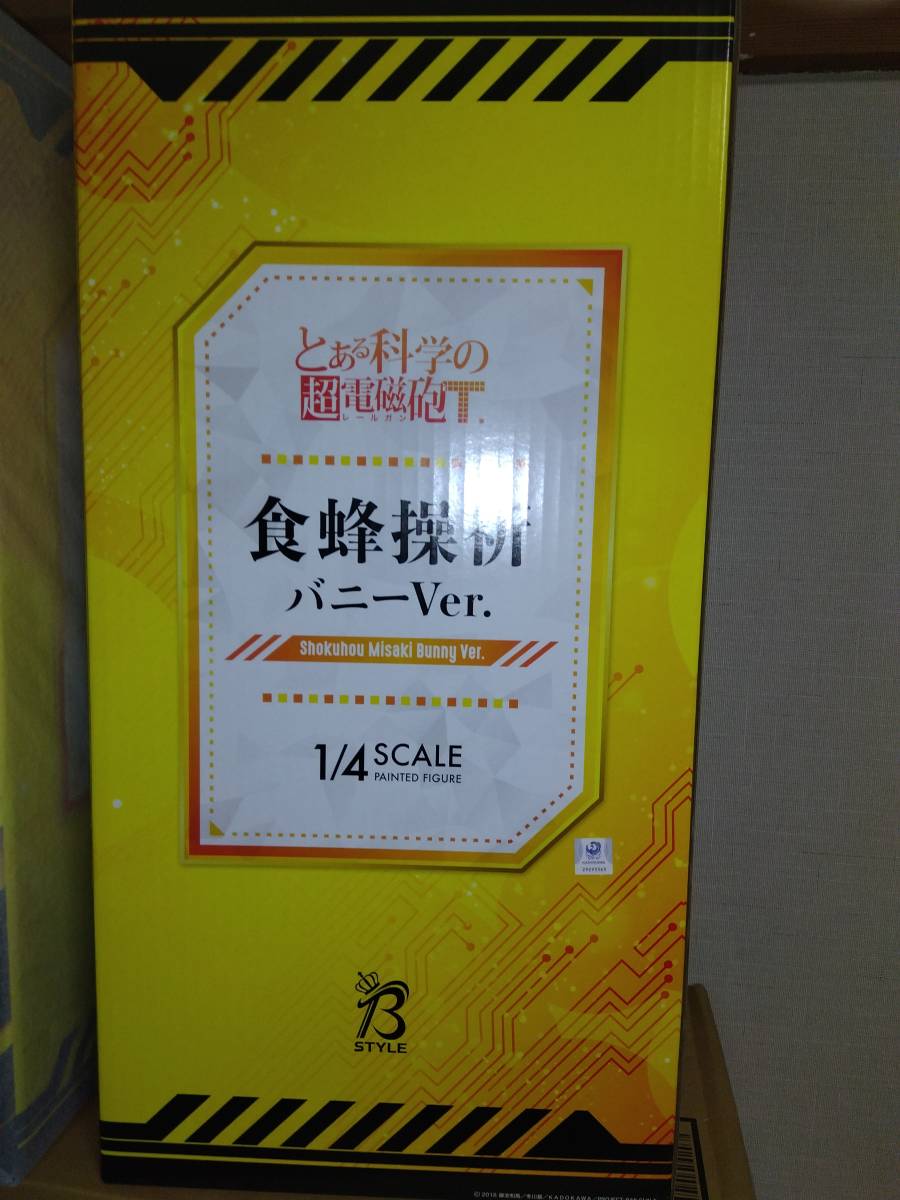 とある科学の
超電磁砲T.
レールガン
食蜂操祈
バニーVer.
Shokuhou Misaki Bunny Ver.
1/4 SCALE
PAINTED FIGURE
B
STYLE